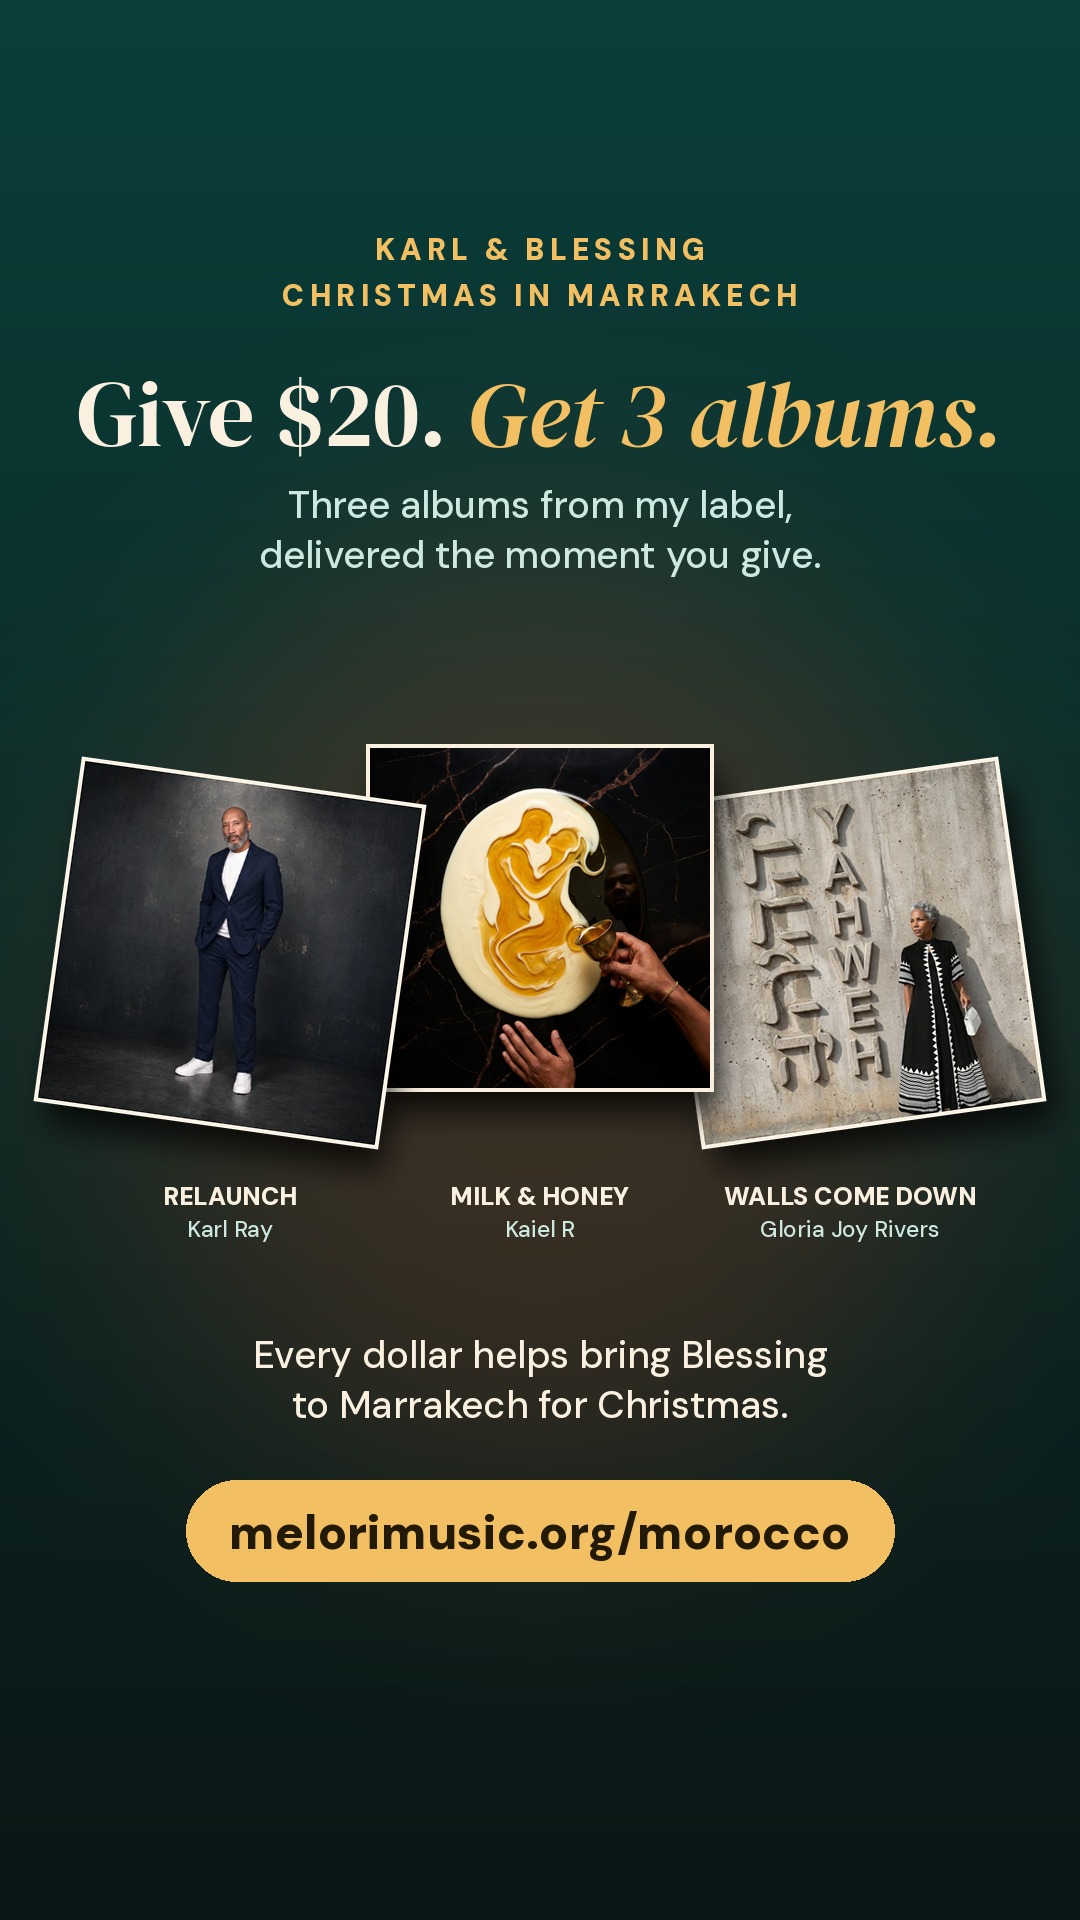 KARL & BLESSING
CHRISTMAS IN MARRAKECH
Give $20. Get 3 albums.
Three albums from my label,
delivered the moment you give.
YAHWEH
RELAUNCH
Karl Ray
MILK & HONEY
Kaiel R
WALLS COME DOWN
Gloria Joy Rivers
Every dollar helps bring Blessing
to Marrakech for Christmas.
melorimusic.org/morocco